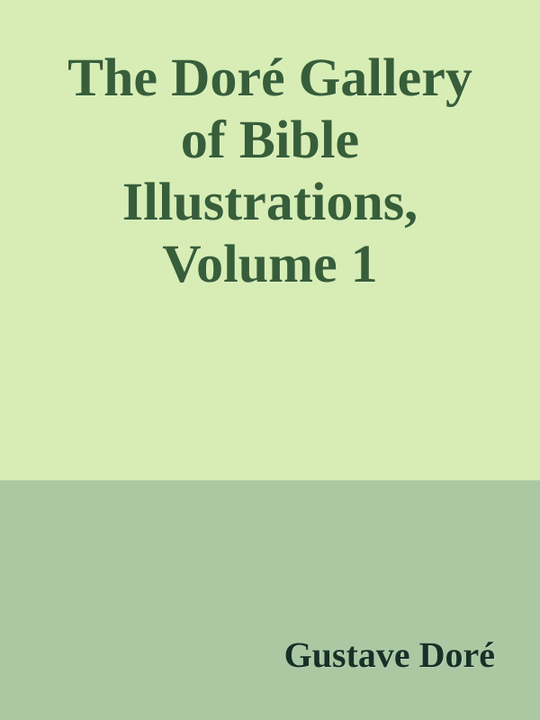 The Doré Gallery
of Bible
Illustrations,
Volume 1
Gustave Doré